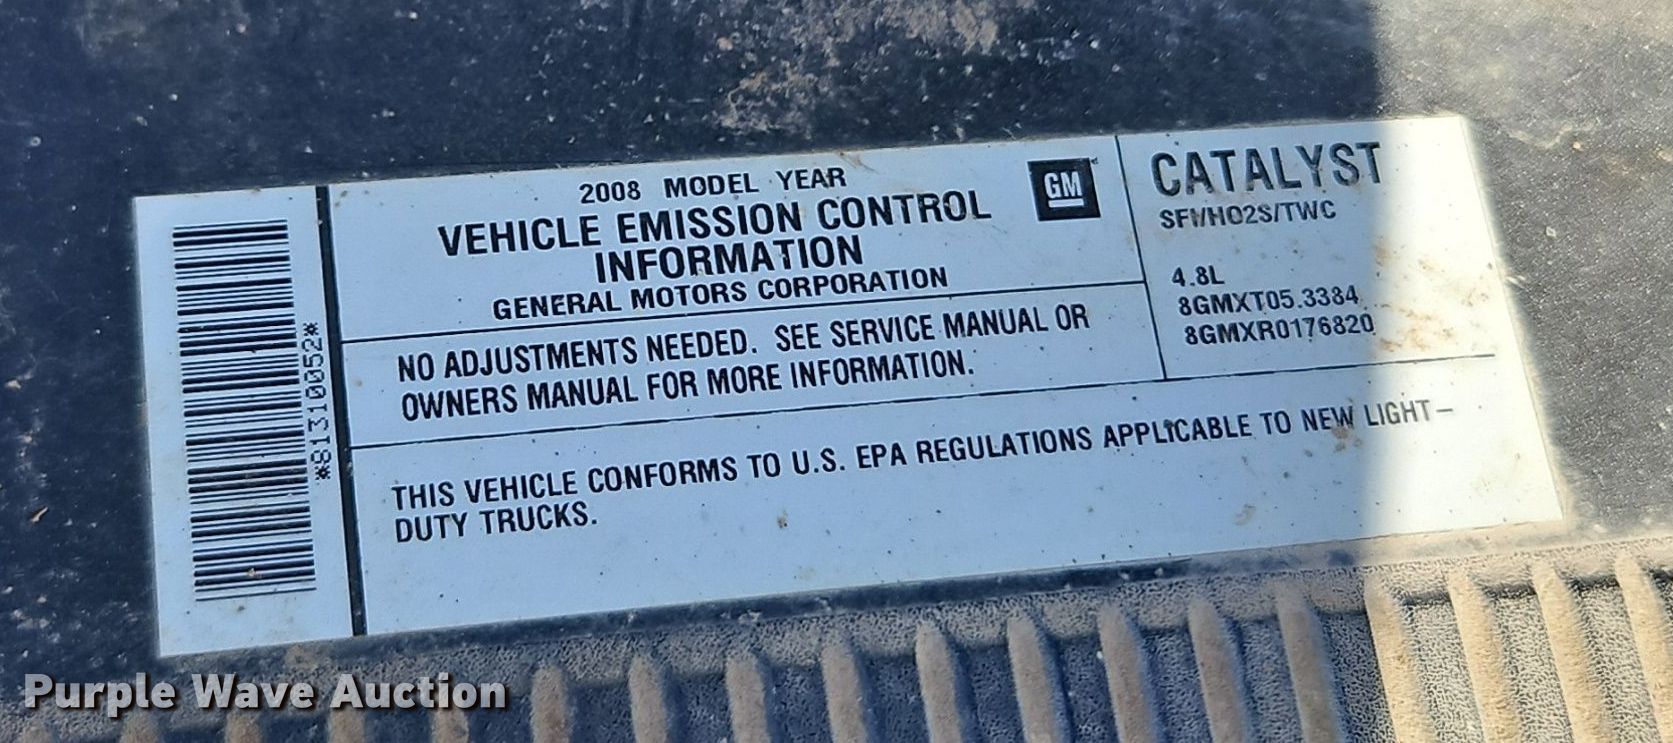 2008 MODEL YEAR
VEHICLE EMISSION CONTROL
INFORMATION
GENERAL MOTORS CORPORATION
GM
NO ADJUSTMENTS NEEDED. SEE SERVICE MANUAL OR
OWNERS MANUAL FOR MORE INFORMATION.
CATALYST
SFI/HO2S/TWC
4.8L
8GMXT05.3384
8GMXR0176820
THIS VEHICLE CONFORMS TO U.S. EPA REGULATIONS APPLICABLE TO NEW LIGHT-
DUTY TRUCKS.
*81310052*
Purple Wave Auction